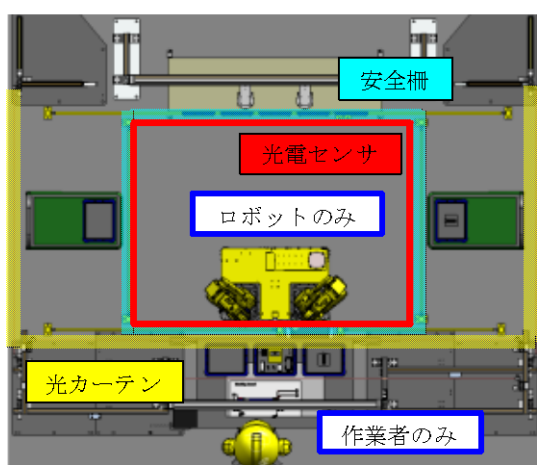 安全柵
光電センサ
ロボットのみ
光カーテン
作業者のみ